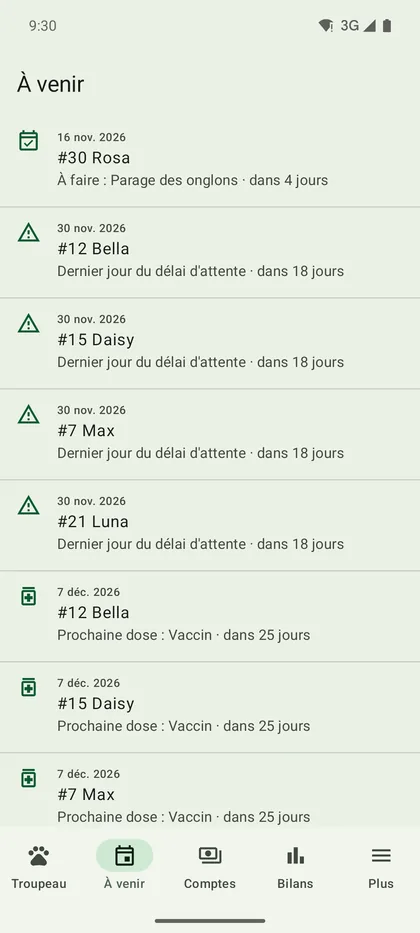 9:30
3G
À venir
16 nov. 2026
#30 Rosa
À faire : Parage des onglons · dans 4 jours
30 nov. 2026
#12 Bella
Dernier jour du délai d'attente · dans 18 jours
30 nov. 2026
#15 Daisy
Dernier jour du délai d'attente · dans 18 jours
30 nov. 2026
#7 Max
Dernier jour du délai d'attente · dans 18 jours
30 nov. 2026
#21 Luna
Dernier jour du délai d'attente · dans 18 jours
7 déc. 2026
#12 Bella
Prochaine dose : Vaccin · dans 25 jours
7 déc. 2026
#15 Daisy
Prochaine dose : Vaccin · dans 25 jours
7 déc. 2026
#7 Max
Prochaine dose : Vaccin · dans 25 jours
Troupeau
À venir
Comptes
Bilans
Plus